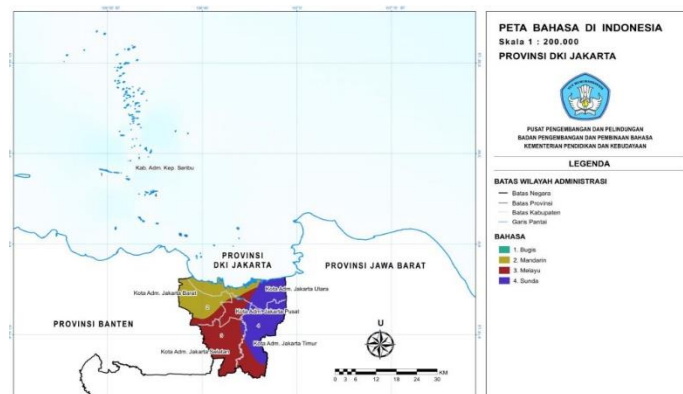 PETA BAHASA DI INDONESIA
Skala 1 : 200.000
PROVINSI DKI JAKARTA
PUSAT PENGEMBANGAN DAN PELINDUNGAN
BADAN PENGEMBANGAN DAN PEMBINAAN BAHASA
KEMENTERIAN PENDIDIKAN DAN KEBUDAYAAN
LEGENDA
BATAS WILAYAH ADMINISTRASI
Batas Negara
Batas Provinsi
Batas Kabupaten
Garis Pantai
BAHASA
1. Bugis
2. Mandarin
3. Melayu
4. Sunda
Kab. Adm. Kep. Seribu
PROVINSI
DKI JAKARTA
PROVINSI JAWA BARAT
Kota Adm. Jakarta Utara
Kota Adm. Jakarta Barat
Kota Adm. Jakarta Pusat
PROVINSI BANTEN
Kota Adm. Jakarta Timur
Kota Adm. Jakarta Selatan
U
0 3 6 12 18 24 30
KM